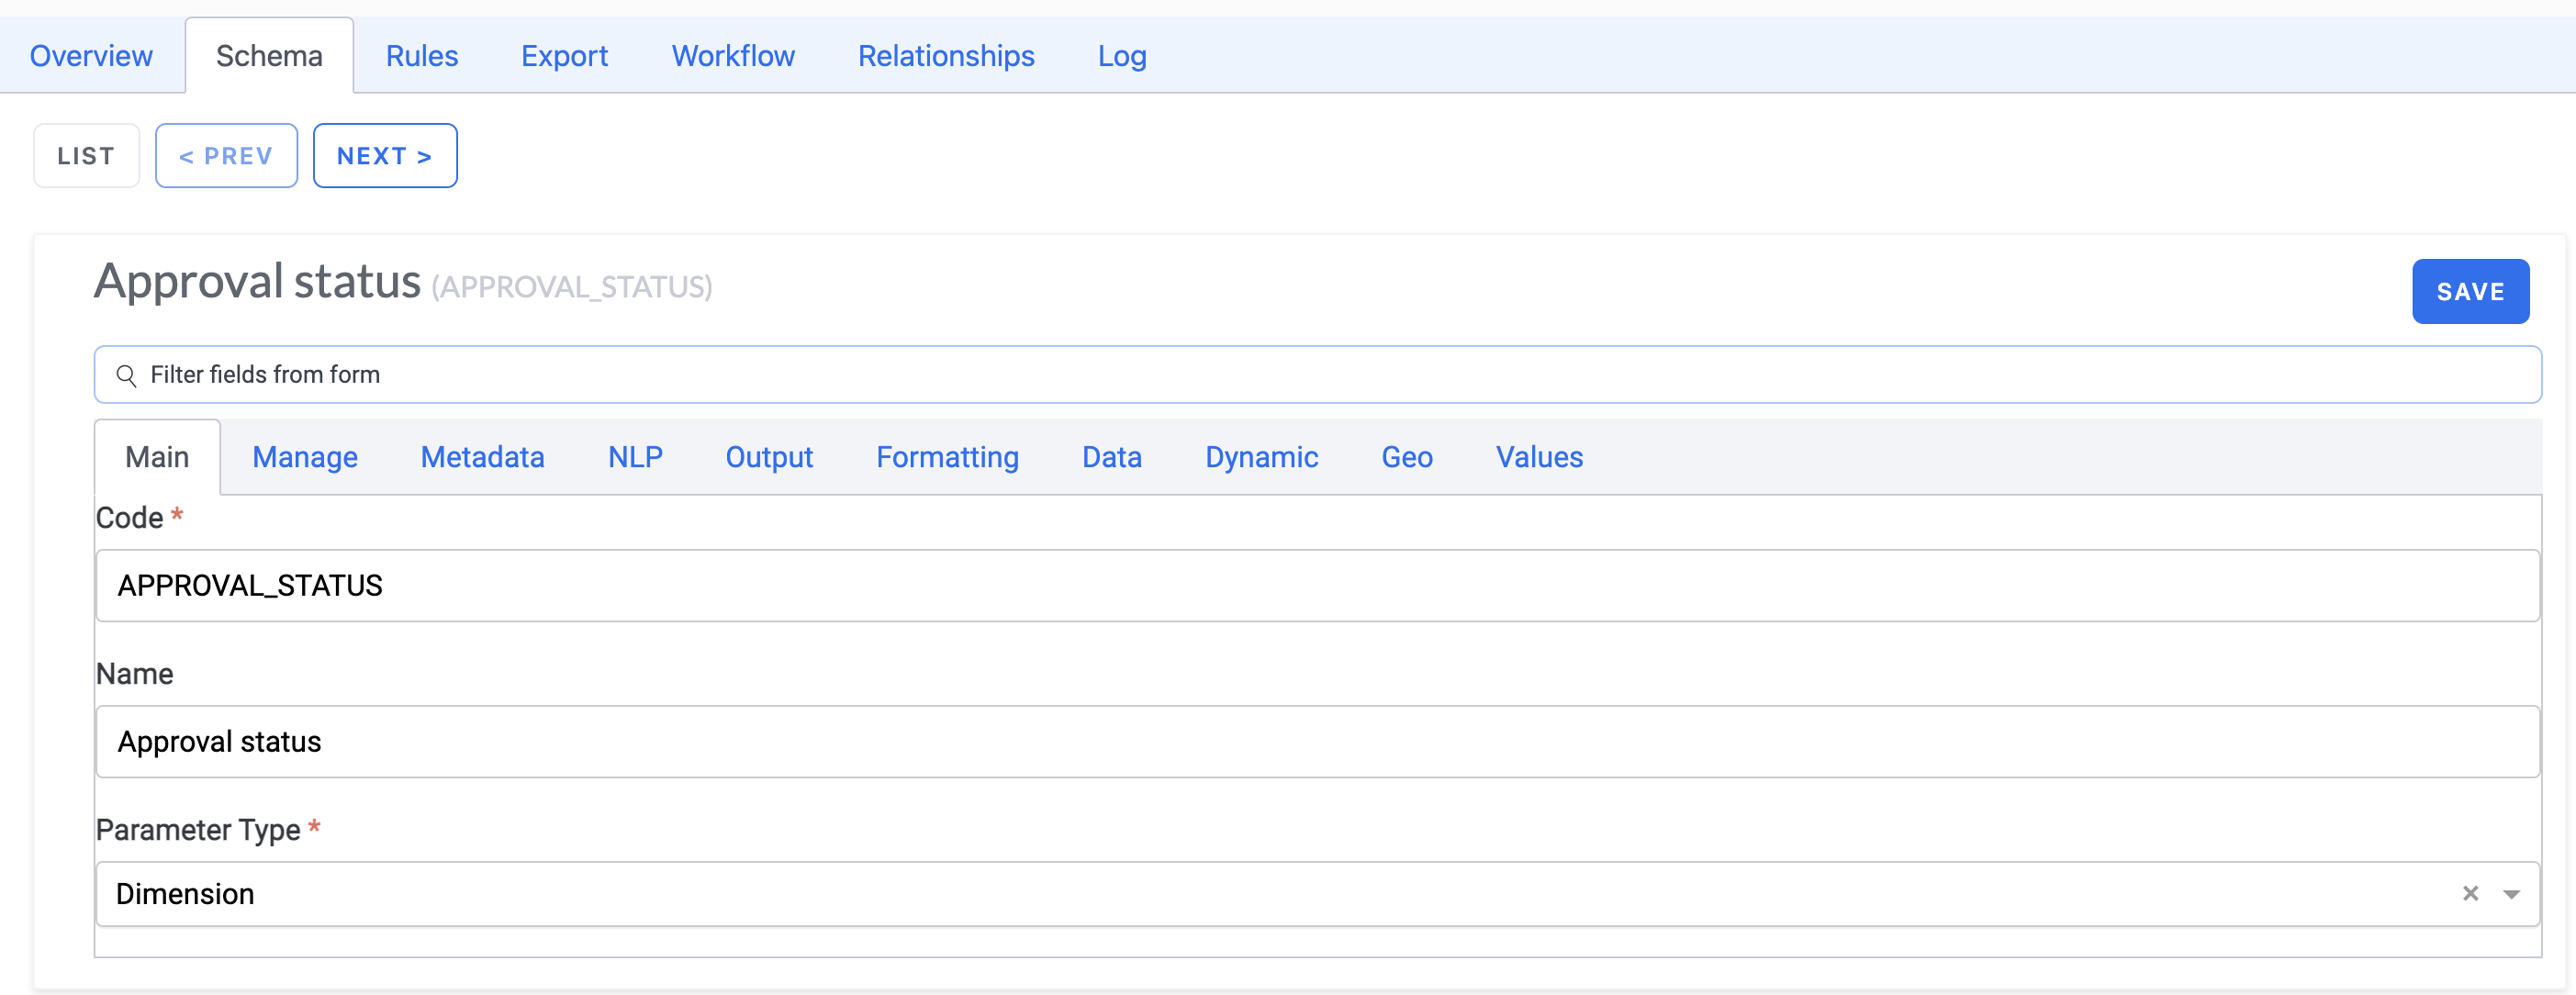 Overview Schema Rules Export Workflow Relationships Log
LIST < PREV NEXT >
Approval status (APPROVAL_STATUS)
SAVE
Filter fields from form
Main Manage Metadata NLP Output Formatting Data Dynamic Geo Values
Code *
APPROVAL_STATUS
Name
Approval status
Parameter Type *
Dimension